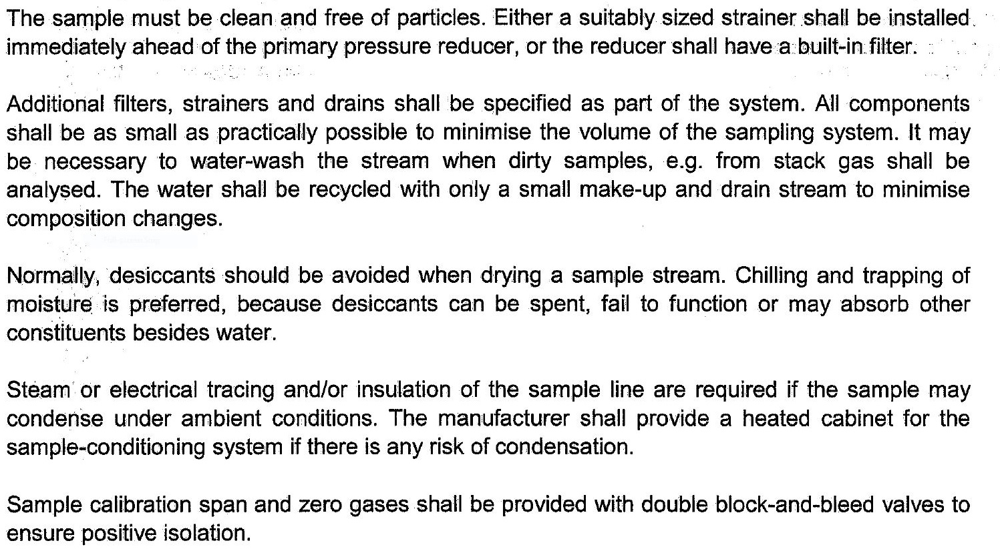 The sample must be clean and free of particles. Either a suitably sized strainer shall be installed
immediately ahead of the primary pressure reducer, or the reducer shall have a built-in filter.
Additional filters, strainers and drains shall be specified as part of the system. All components
shall be as small as practically possible to minimise the volume of the sampling system. It may
be necessary to water-wash the stream when dirty samples, e.g. from stack gas shall be
analysed. The water shall be recycled with only a small make-up and drain stream to minimise
composition changes.
Normally, desiccants should be avoided when drying a sample stream. Chilling and trapping of
moisture is preferred, because desiccants can be spent, fail to function or may absorb other
constituents besides water.
Steam or electrical tracing and/or insulation of the sample line are required if the sample may
condense under ambient conditions. The manufacturer shall provide a heated cabinet for the
sample-conditioning system if there is any risk of condensation.
Sample calibration span and zero gases shall be provided with double block-and-bleed valves to
ensure positive isolation.